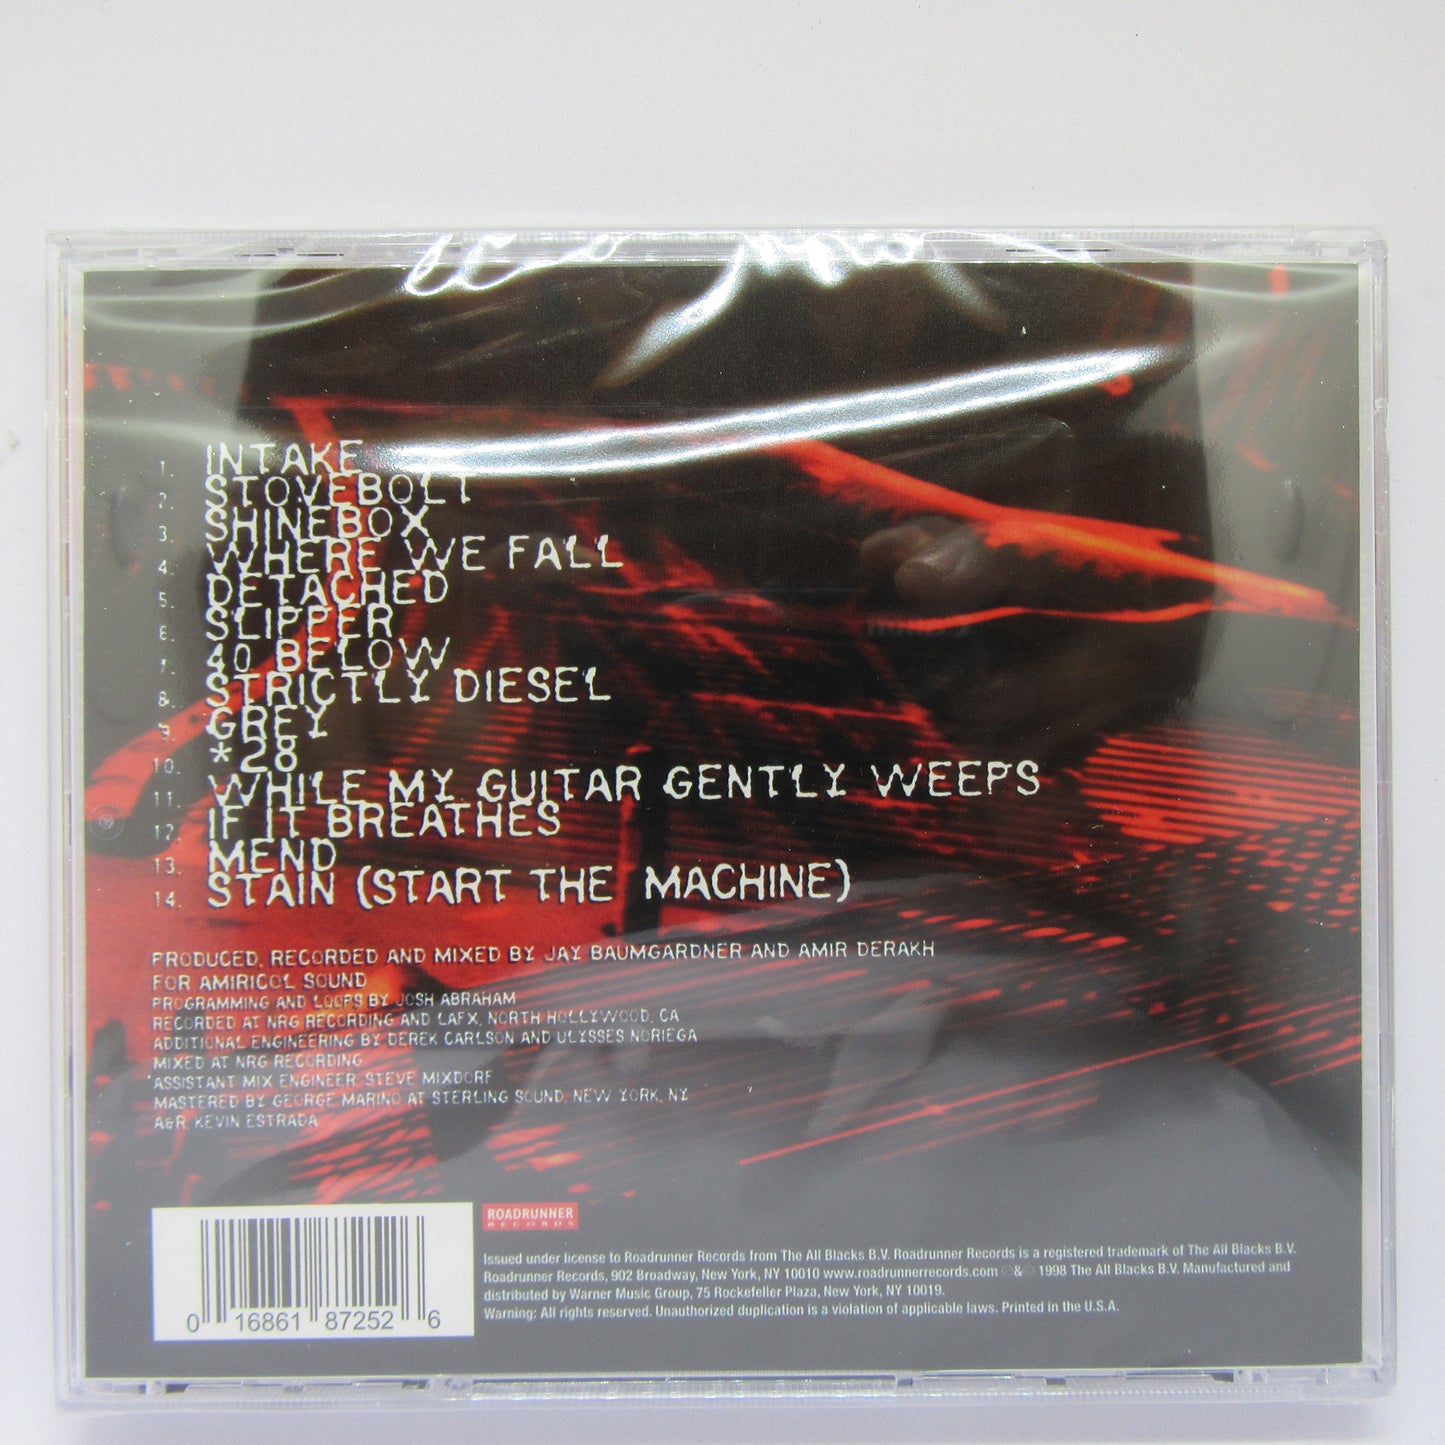 1. INTAKE
2. STOVEBOLT
3. SHINEBOX
4. WHERE WE FALL
5. DETACHED
6. SLIPPER
7. 40 BELOW
8. STRICTLY DIESEL
9. GREY
10. *28
11. WHILE MY GUITAR GENTLY WEEPS
12. IF IT BREATHES
13. MEND
14. STAIN (START THE MACHINE)
PRODUCED, RECORDED AND MIXED BY JAY BAUMGARDNER AND AMIR DERAKH
FOR AMIRICOL SOUND
PROGRAMMING AND LOOPS BY JOSH ABRAHAM
RECORDED AT NRG RECORDING AND LAFX, NORTH HOLLYWOOD, CA
ADDITIONAL ENGINEERING BY DEREK CARLSON AND ULYSSES NORIEGA
MIXED AT NRG RECORDING
ASSISTANT MIX ENGINEER: STEVE MIXDORF
MASTERED BY GEORGE MARINO AT STERLING SOUND, NEW YORK, NY
A&R: KEVIN ESTRADA
ROADRUNNER
RECORDS
Issued under license to Roadrunner Records from The All Blacks B.V. Roadrunner Records is a registered trademark of The All Blacks B.V.
Roadrunner Records, 902 Broadway, New York, NY 10010 www.roadrunnerrecords.com ℗&© 1998 The All Blacks B.V. Manufactured and
distributed by Warner Music Group, 75 Rockefeller Plaza, New York, NY 10019.
Warning: All rights reserved. Unauthorized duplication is a violation of applicable laws. Printed in the U.S.A.
0 16861 87252 6